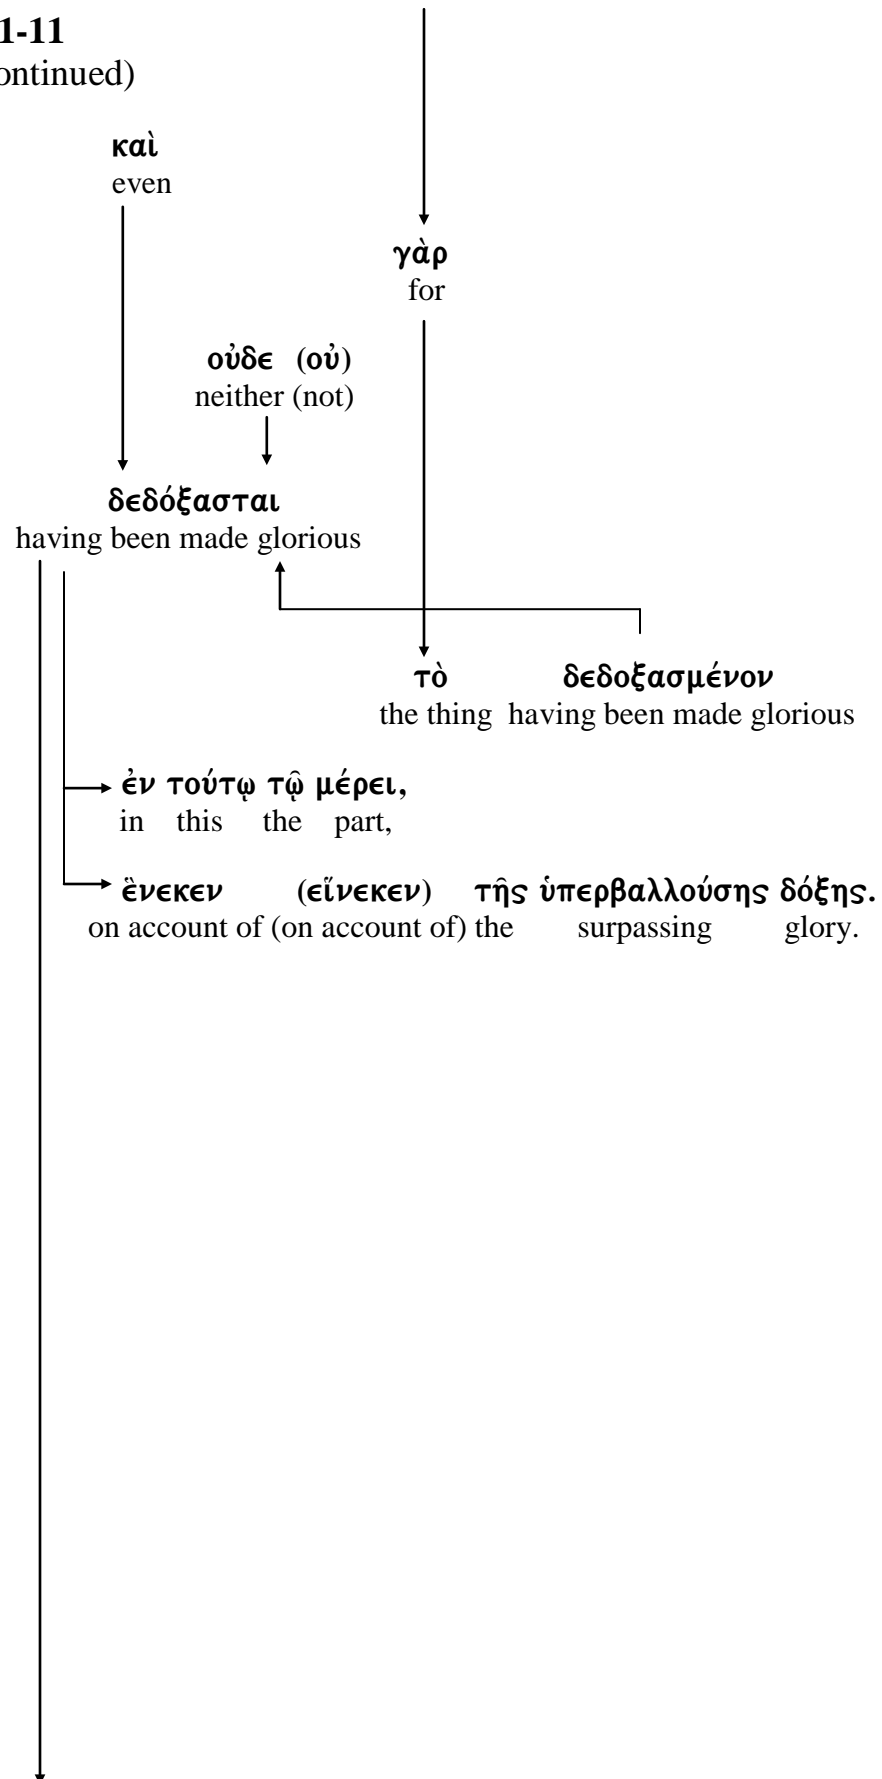 1-11
ontinued)
καὶ
even
γὰρ
for
οὐδε (οὐ)
neither (not)
δεδόξασται
having been made glorious
τὸ δεδοξασμένον
the thing having been made glorious
ἐν τούτῳ τῷ μέρει,
in this the part,
ἓνεκεν (εἵνεκεν) τῆς ὑπερβαλλούσης δόξης.
on account of (on account of) the surpassing glory.